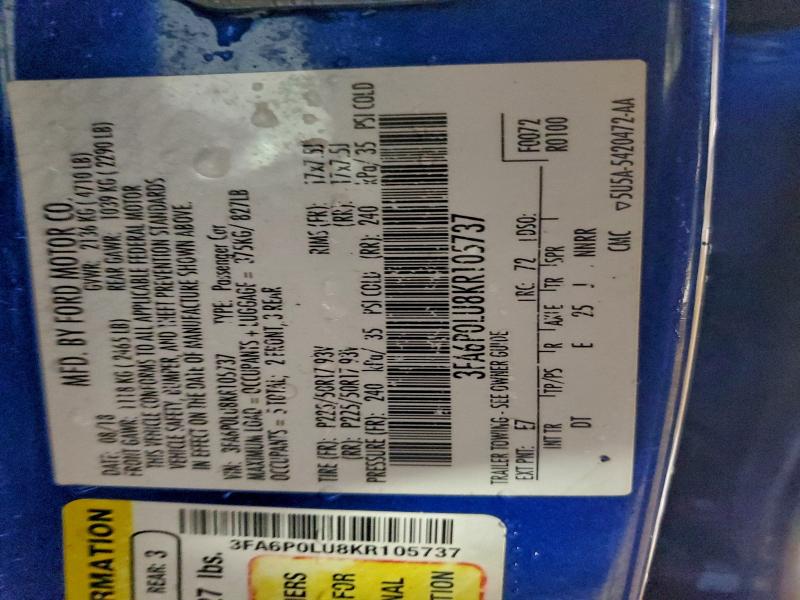 MFD. BY FORD MOTOR CO.
DATE: 08/18 GVWR: 2136 KG ( 4710 LB)
FRONT GAWR: 1118 KG ( 2465 LB) REAR GAWR: 1039 KG ( 2290 LB)
THIS VEHICLE CONFORMS TO ALL APPLICABLE FEDERAL MOTOR
VEHICLE SAFETY, BUMPER, AND THEFT PREVENTION STANDARDS
IN EFFECT ON THE DATE OF MANUFACTURE SHOWN ABOVE.
VIN: 3FA6P0LU8KR105737 TYPE: Passenger Car
MAXIMUM LOAD = OCCUPANTS + LUGGAGE = 375KG/ 827LB
OCCUPANTS = 5 TOTAL; 2 FRONT, 3 REAR
TIRE (FR): P225/50R17 93V RIMS (FR): 17x7.5J
(RR): P225/50R17 93V (RR): 17x7.5J
PRESSURE (FR): 240 kPa/ 35 PSI COLD (RR): 240 kPa/ 35 PSI COLD
3FA6P0LU8KR105737
TRAILER TOWING - SEE OWNER GUIDE F0072
EXT PNT: E7 RC: 72 DSO: R0100
INT TR TP/PS R AXLE TR SPR
DT E 25 J NNRR
CMC 5U5A-5420472-AA
RMATION
REAR: 3
27 lbs.
3FA6P0LU8KR105737
FOR